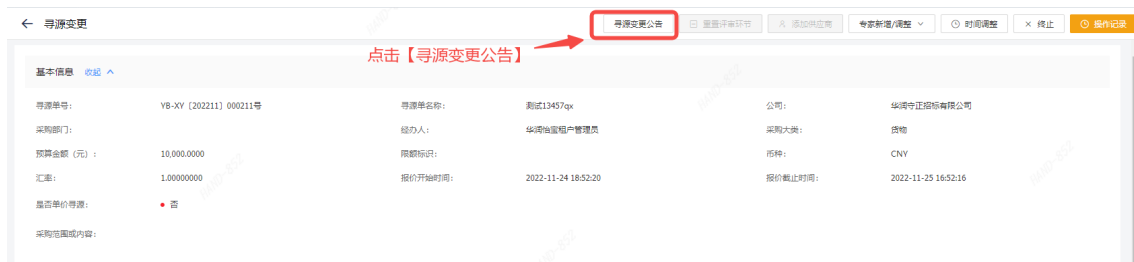 ← 寻源变更 寻源变更公告 重置评审环节 添加供应商 专家新增/调整 时间调整 × 终止 操作记录
点击【寻源变更公告】
基本信息 收起
寻源单号： YB-XY（202211）000211号 寻源单名称： 测试13457qx 公司： 华润守正招标有限公司
采购部门： 经办人： 华润怡宝租户管理员 采购大类： 货物
预算金额（元）： 10,000.0000 限额标识： 币种： CNY
汇率： 1.00000000 报价开始时间： 2022-11-24 18:52:20 报价截止时间： 2022-11-25 16:52:16
是否单价寻源： 否
采购范围或内容：